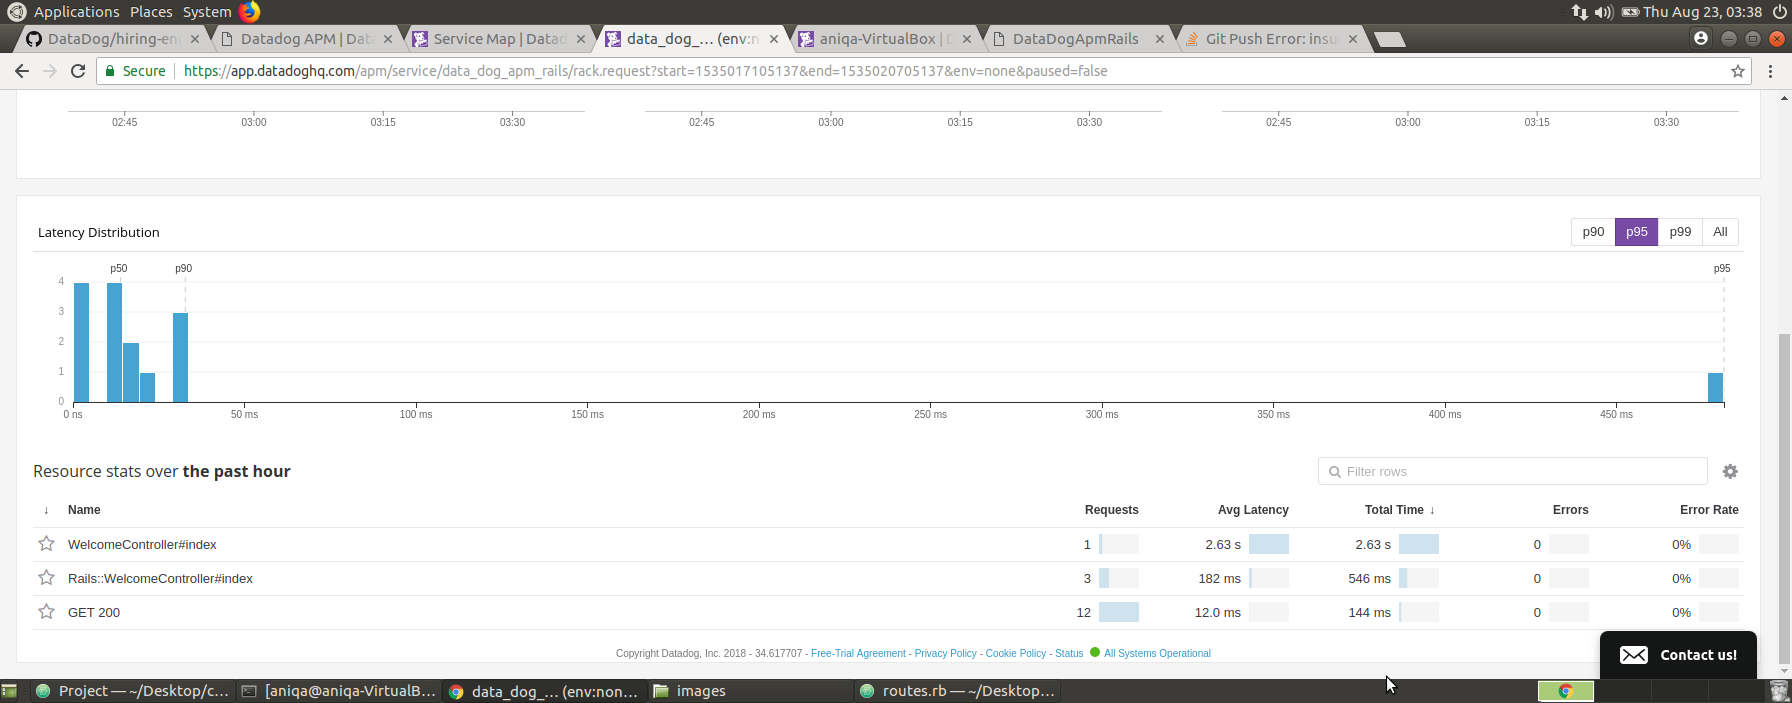 Applications Places System Thu Aug 23, 03:38
DataDog/hiring-en Datadog APM | Data Service Map | Datad data_dog_... (env:n aniqa-VirtualBox | D DataDogApmRails Git Push Error: insu
Secure https://app.datadoghq.com/apm/service/data_dog_apm_rails/rack.request?start=1535017105137&end=1535020705137&env=none&paused=false
02:45 03:00 03:15 03:30 02:45 03:00 03:15 03:30 02:45 03:00 03:15 03:30
Latency Distribution p90 p95 p99 All
p50 p90 p95
4
3
2
1
0
0 ns 50 ms 100 ms 150 ms 200 ms 250 ms 300 ms 350 ms 400 ms 450 ms
Resource stats over the past hour Filter rows
↓ Name Requests Avg Latency Total Time ↓ Errors Error Rate
WelcomeController#index 1 2.63 s 2.63 s 0 0%
Rails::WelcomeController#index 3 182 ms 546 ms 0 0%
GET 200 12 12.0 ms 144 ms 0 0%
Copyright Datadog, Inc. 2018 - 34.617707 - Free-Trial Agreement - Privacy Policy - Cookie Policy - Status All Systems Operational
Contact us!
Project — ~/Desktop/c... [aniqa@aniqa-VirtualB... data_dog_... (env:non... images routes.rb — ~/Desktop...